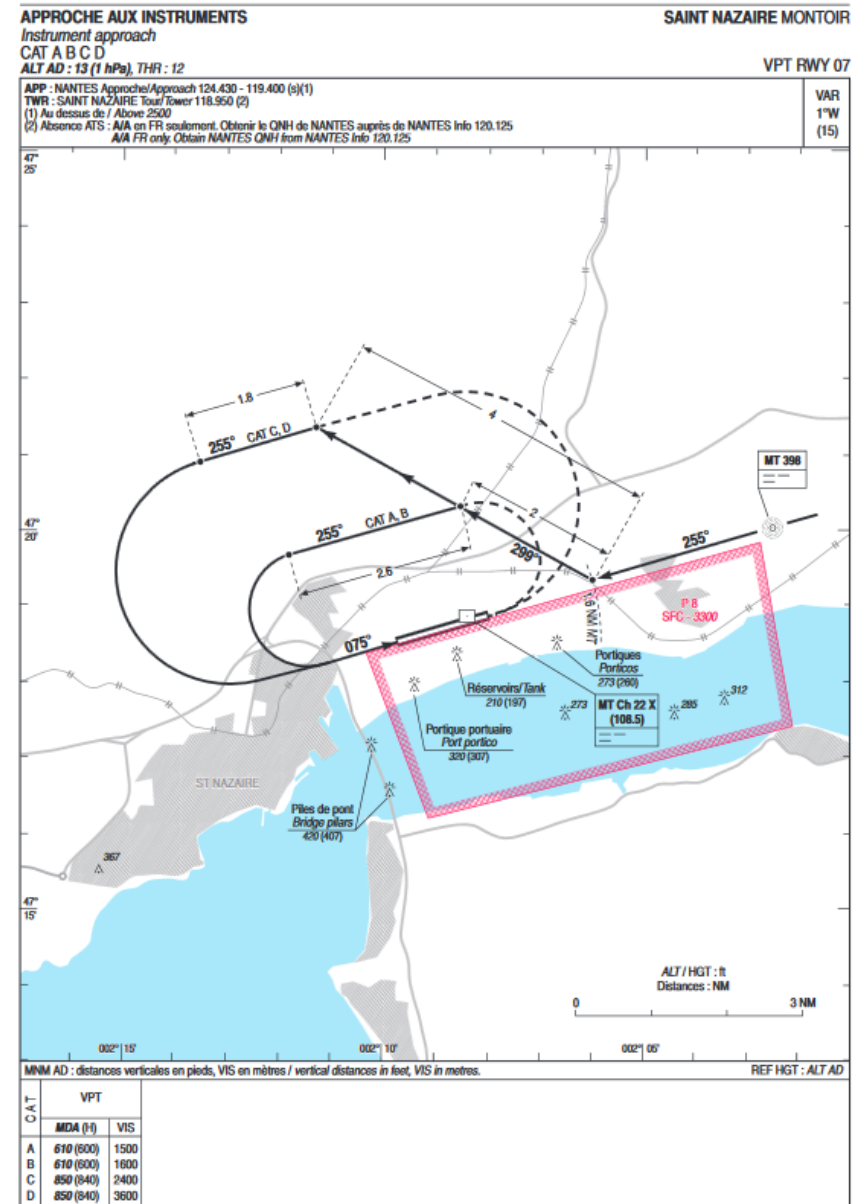 APPROCHE AUX INSTRUMENTS
SAINT NAZAIRE MONTOIR
Instrument approach
CAT A B C D
ALT AD : 13 (1 hPa), THR : 12
VPT RWY 07
APP : NANTES Approche/Approach 124.430 - 119.400 (s)(1)
TWR : SAINT NAZAIRE Tour/Tower 118.950 (2)
(1) Au dessus de / Above 2500
(2) Absence ATS : A/A en FR seulement. Obtenir le QNH de NANTES auprès de NANTES Info 120.125
A/A FR only. Obtain NANTES QNH from NANTES Info 120.125
VAR
1°W
(15)
47°
25'
1.8
4
255° CAT C, D
MT 398
2
47°
20'
255° CAT A, B
299°
255°
2.6
P 8
SFC - 3300
1.6 NM MT
075°
Portiques
Porticos
273 (260)
Réservoirs/Tank
210 (197)
MT Ch 22 X
(108.5)
273
285
312
Portique portuaire
Port portico
320 (307)
ST NAZAIRE
Piles de pont
Bridge pilars
420 (407)
367
47°
15'
ALT / HGT : ft
Distances : NM
0
3 NM
002° 15'
002° 10'
002° 05'
MNM AD : distances verticales en pieds, VIS en mètres / vertical distances in feet, VIS in metres.
REF HGT : ALT AD
CAT
VPT
MDA (H) VIS
A 610 (600) 1500
B 610 (600) 1600
C 850 (840) 2400
D 850 (840) 3600